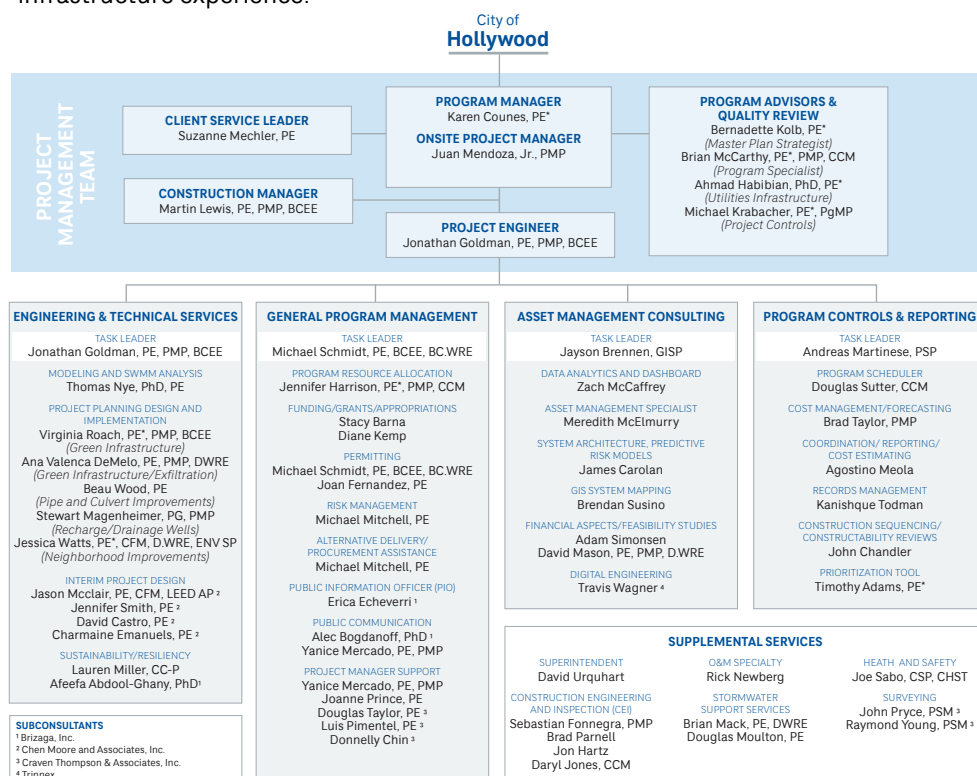 infrastructure experience.
City of
Hollywood
PROJECT
MANAGEMENT
TEAM
CLIENT SERVICE LEADER
Suzanne Mechler, PE
CONSTRUCTION MANAGER
Martin Lewis, PE, PMP, BCEE
PROGRAM MANAGER
Karen Counes, PE*
ONSITE PROJECT MANAGER
Juan Mendoza, Jr., PMP
PROJECT ENGINEER
Jonathan Goldman, PE, PMP, BCEE
PROGRAM ADVISORS &
QUALITY REVIEW
Bernadette Kolb, PE*
(Master Plan Strategist)
Brian McCarthy, PE*, PMP, CCM
(Program Specialist)
Ahmad Habibian, PhD, PE*
(Utilities Infrastructure)
Michael Krabacher, PE*, PgMP
(Project Controls)
ENGINEERING & TECHNICAL SERVICES
TASK LEADER
Jonathan Goldman, PE, PMP, BCEE
MODELING AND SWMM ANALYSIS
Thomas Nye, PhD, PE
PROJECT PLANNING DESIGN AND
IMPLEMENTATION
Virginia Roach, PE*, PMP, BCEE
(Green Infrastructure)
Ana Valenca DeMelo, PE, PMP, DWRE
(Green Infrastructure/Exfiltration)
Beau Wood, PE
(Pipe and Culvert Improvements)
Stewart Magenheimer, PG, PMP
(Recharge/Drainage Wells)
Jessica Watts, PE*, CFM, D.WRE, ENV SP
(Neighborhood Improvements)
INTERIM PROJECT DESIGN
Jason Mcclair, PE, CFM, LEED AP ²
Jennifer Smith, PE ²
David Castro, PE ²
Charmaine Emanuels, PE ²
SUSTAINABILITY/RESILIENCY
Lauren Miller, CC-P
Afeefa Abdool-Ghany, PhD¹
SUBCONSULTANTS
¹ Brizaga, Inc.
² Chen Moore and Associates, Inc.
³ Craven Thompson & Associates, Inc.
⁴ Trinnex
GENERAL PROGRAM MANAGEMENT
TASK LEADER
Michael Schmidt, PE, BCEE, BC.WRE
PROGRAM RESOURCE ALLOCATION
Jennifer Harrison, PE*, PMP, CCM
FUNDING/GRANTS/APPROPRIATIONS
Stacy Barna
Diane Kemp
PERMITTING
Michael Schmidt, PE, BCEE, BC.WRE
Joan Fernandez, PE
RISK MANAGEMENT
Michael Mitchell, PE
ALTERNATIVE DELIVERY/
PROCUREMENT ASSISTANCE
Michael Mitchell, PE
PUBLIC INFORMATION OFFICER (PIO)
Erica Echeverri ¹
PUBLIC COMMUNICATION
Alec Bogdanoff, PhD ¹
Yanice Mercado, PE, PMP
PROJECT MANAGER SUPPORT
Yanice Mercado, PE, PMP
Joanne Prince, PE
Douglas Taylor, PE ³
Luis Pimentel, PE ³
Donnelly Chin ³
ASSET MANAGEMENT CONSULTING
TASK LEADER
Jayson Brennen, GISP
DATA ANALYTICS AND DASHBOARD
Zach McCaffrey
ASSET MANAGEMENT SPECIALIST
Meredith McElmurry
SYSTEM ARCHITECTURE, PREDICTIVE
RISK MODELS
James Carolan
GIS SYSTEM MAPPING
Brendan Susino
FINANCIAL ASPECTS/FEASIBILITY STUDIES
Adam Simonsen
David Mason, PE, PMP, D.WRE
DIGITAL ENGINEERING
Travis Wagner ⁴
PROGRAM CONTROLS & REPORTING
TASK LEADER
Andreas Martinese, PSP
PROGRAM SCHEDULER
Douglas Sutter, CCM
COST MANAGEMENT/FORECASTING
Brad Taylor, PMP
COORDINATION/ REPORTING/
COST ESTIMATING
Agostino Meola
RECORDS MANAGEMENT
Kanishque Todman
CONSTRUCTION SEQUENCING/
CONSTRUCTABILITY REVIEWS
John Chandler
PRIORITIZATION TOOL
Timothy Adams, PE*
SUPPLEMENTAL SERVICES
SUPERINTENDENT
David Urquhart
CONSTRUCTION ENGINEERING
AND INSPECTION (CEI)
Sebastian Fonnegra, PMP
Brad Parnell
Jon Hartz
Daryl Jones, CCM
O&M SPECIALTY
Rick Newberg
STORMWATER
SUPPORT SERVICES
Brian Mack, PE, DWRE
Douglas Moulton, PE
HEATH AND SAFETY
Joe Sabo, CSP, CHST
SURVEYING
John Pryce, PSM ³
Raymond Young, PSM ³